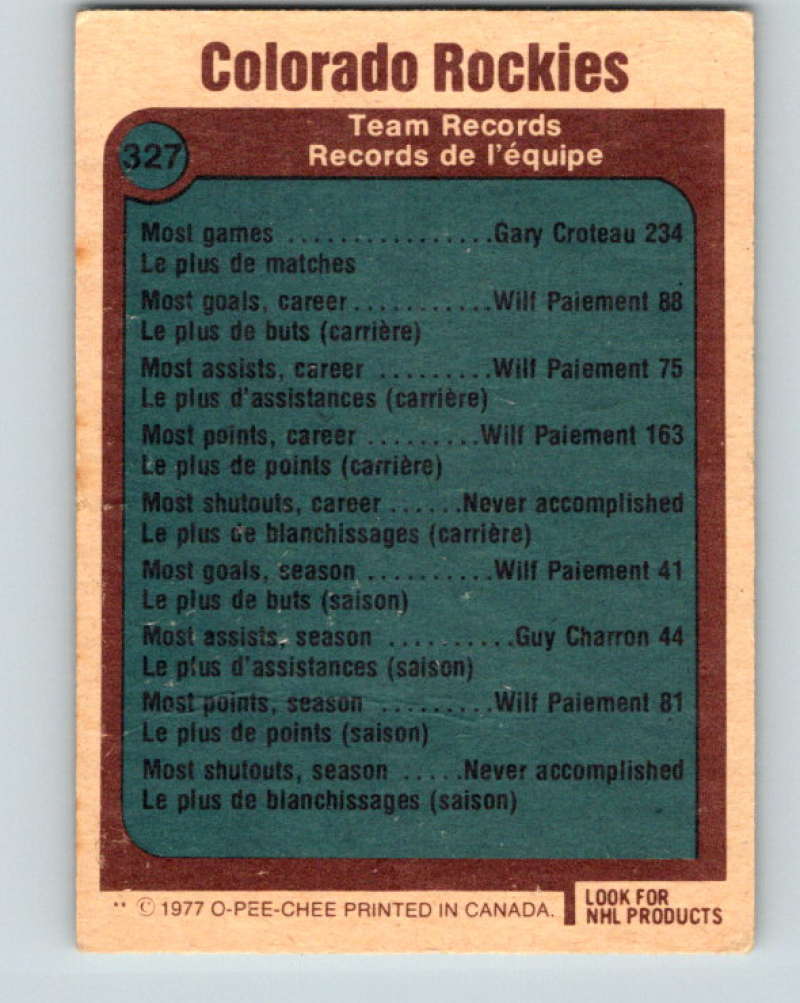 Colorado Rockies
Team Records
Records de l'équipe
327
Most games ................Gary Croteau 234
Le plus de matches
Most goals, career...........Wilf Paiement 88
Le plus de buts (carrière)
Most assists, career .........Wilf Paiement 75
Le plus d'assistances (carrière)
Most points, career .........Wilf Paiement 163
Le plus de points (carrière)
Most shutouts, career ......Never accomplished
Le plus de blanchissages (carrière)
Most goals, season ..........Wilf Paiement 41
Le plus de buts (saison)
Most assists, season ..........Guy Charron 44
Le plus d'assistances (saison)
Most points, season .........Wilf Paiement 81
Le plus de points (saison)
Most shutouts, season .....Never accomplished
Le plus de blanchissages (saison)
** © 1977 O-PEE-CHEE PRINTED IN CANADA.
LOOK FOR
NHL PRODUCTS